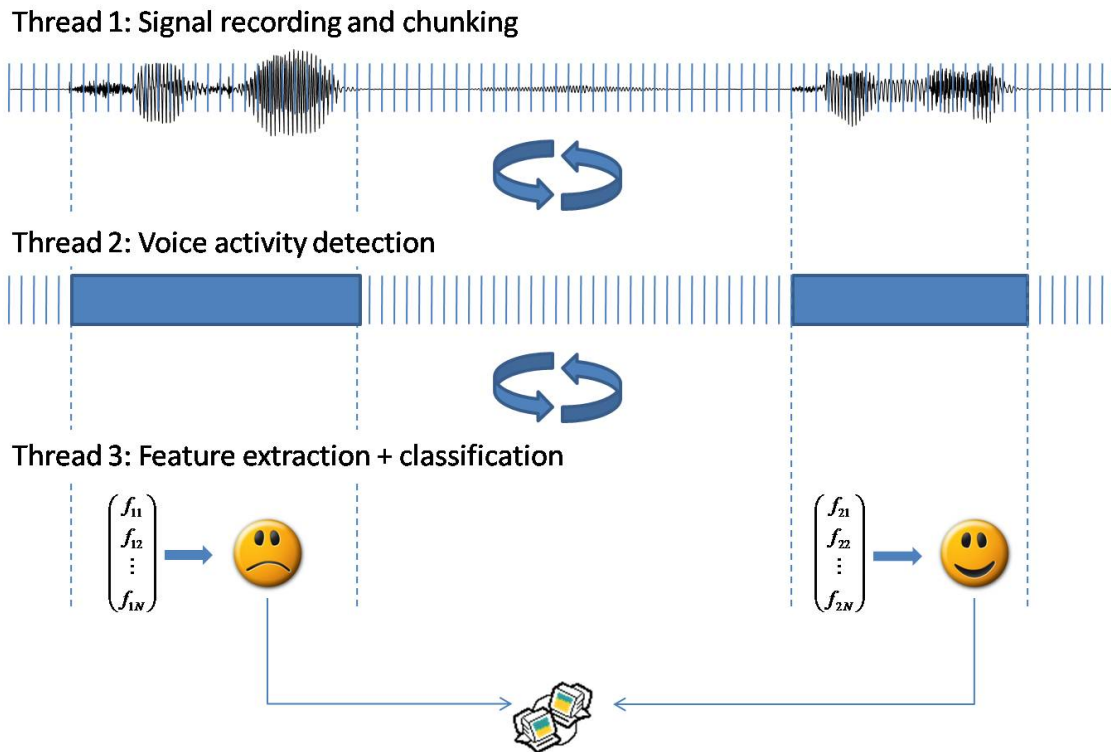 Thread 1: Signal recording and chunking
Thread 2: Voice activity detection
Thread 3: Feature extraction + classification
f11
f12
⋮
f1N
f21
f22
⋮
f2N